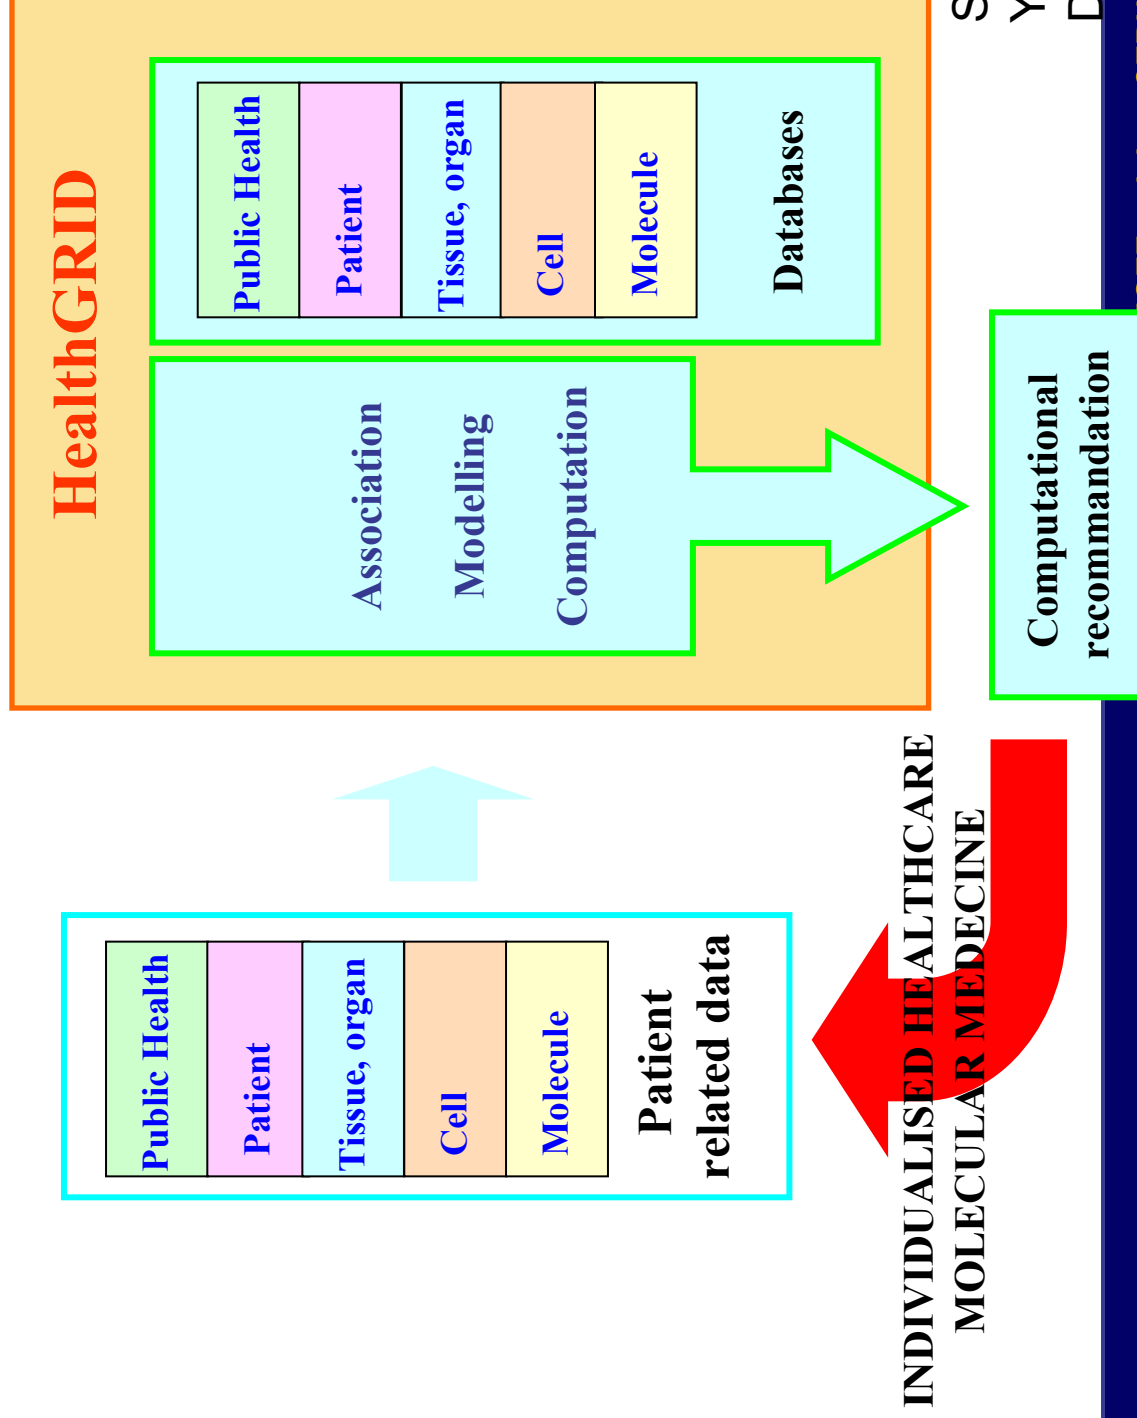 HealthGRID
Public Health
Patient
Tissue, organ
Cell
Molecule
Patient
related data
Association
Modelling
Computation
Public Health
Patient
Tissue, organ
Cell
Molecule
Databases
Computational
recommandation
INDIVIDUALISED HEALTHCARE
MOLECULAR MEDECINE
S
Y
D